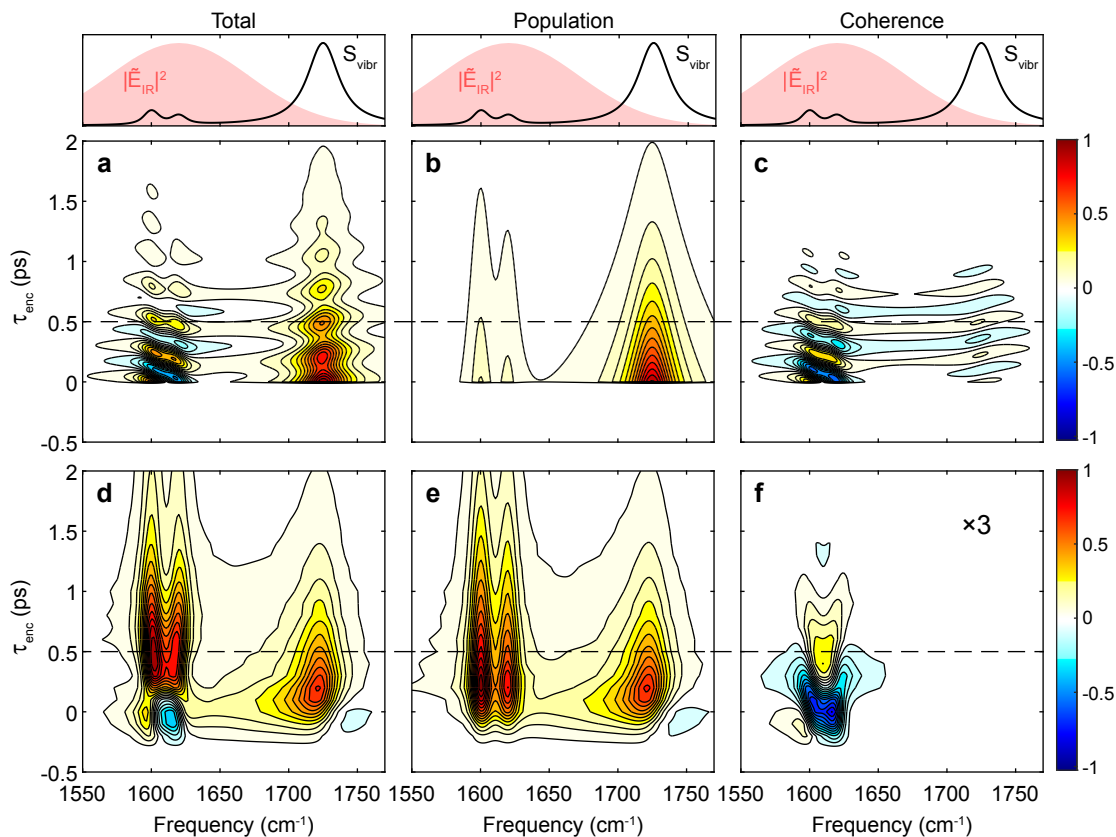 Total Population Coherence
|Ẽ_IR|² S_vibr |Ẽ_IR|² S_vibr |Ẽ_IR|² S_vibr
a b c
2
1.5
1
0.5
0
-0.5
τ_enc (ps)
1
0.5
0
-0.5
-1
d e f
×3
2
1.5
1
0.5
0
-0.5
τ_enc (ps)
1
0.5
0
-0.5
-1
1550 1600 1650 1700 1750 1550 1600 1650 1700 1750 1550 1600 1650 1700 1750
Frequency (cm⁻¹) Frequency (cm⁻¹) Frequency (cm⁻¹)